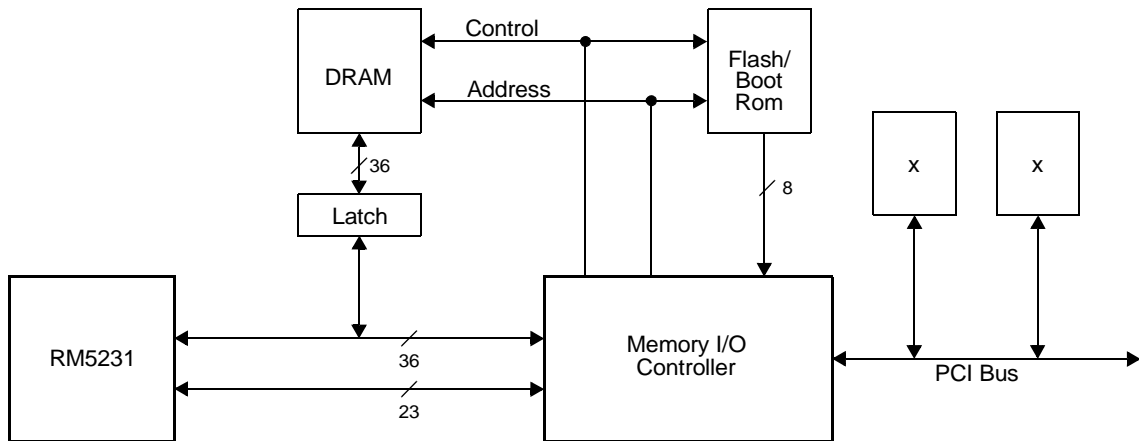 Control
DRAM
Flash/
Boot
Rom
Address
36
x
x
8
Latch
RM5231
36
Memory I/O
Controller
PCI Bus
23